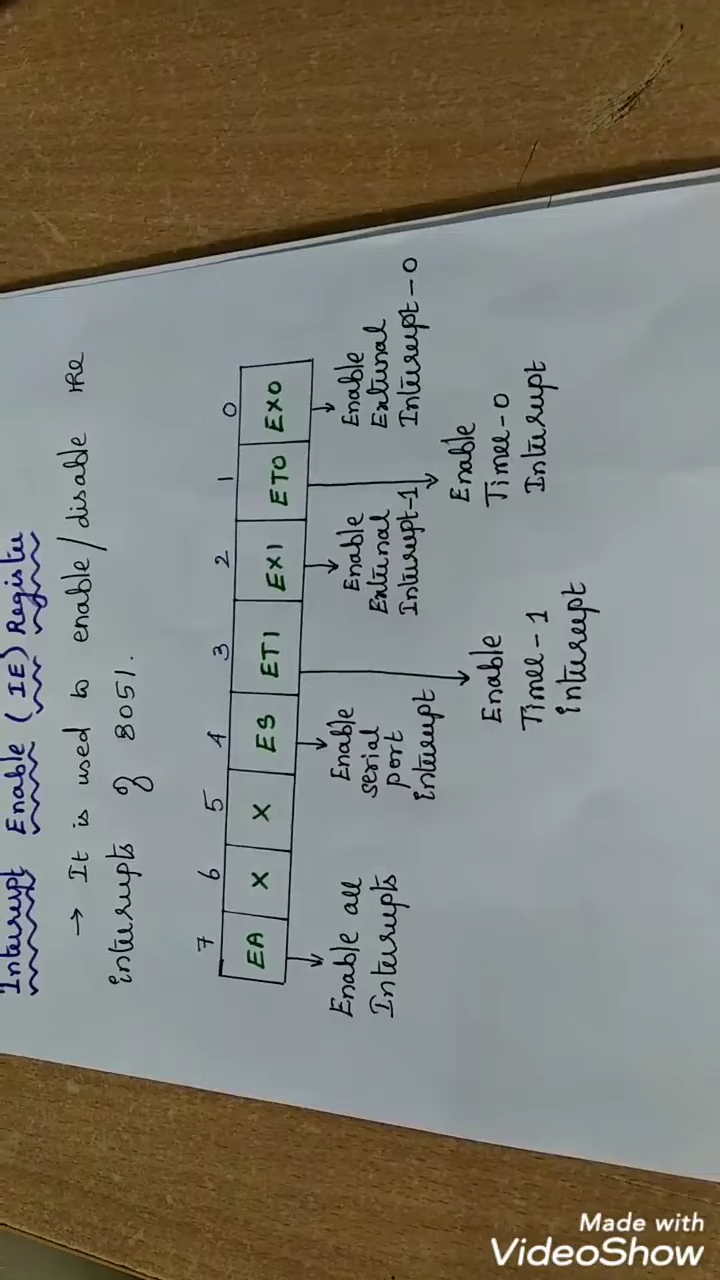 Interrupt Enable (IE) Register
→ It is used to enable/disable the
interrupts of 8051.
7 6 5 4 3 2 1 0
EA X X ES ET1 EX1 ET0 EX0
Enable all
Interrupts
Enable
serial
port
interrupt
Enable
Timer-1
interrupt
Enable
External
Interrupt-1
Enable
Timer-0
Interrupt
Enable
External
Interrupt-0
Made with
VideoShow